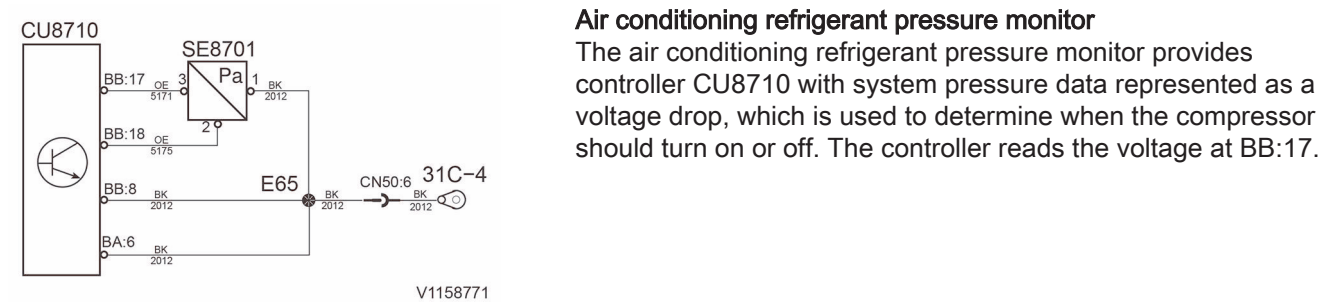 CU8710
SE8701
BB:17
OE
5171
3
Pa
1
BK
2012
BB:18
OE
5175
2
BB:8
BK
2012
E65
BK
2012
CN50:6
BK
2012
31C−4
BA:6
BK
2012
V1158771
Air conditioning refrigerant pressure monitor
The air conditioning refrigerant pressure monitor provides
controller CU8710 with system pressure data represented as a
voltage drop, which is used to determine when the compressor
should turn on or off. The controller reads the voltage at BB:17.